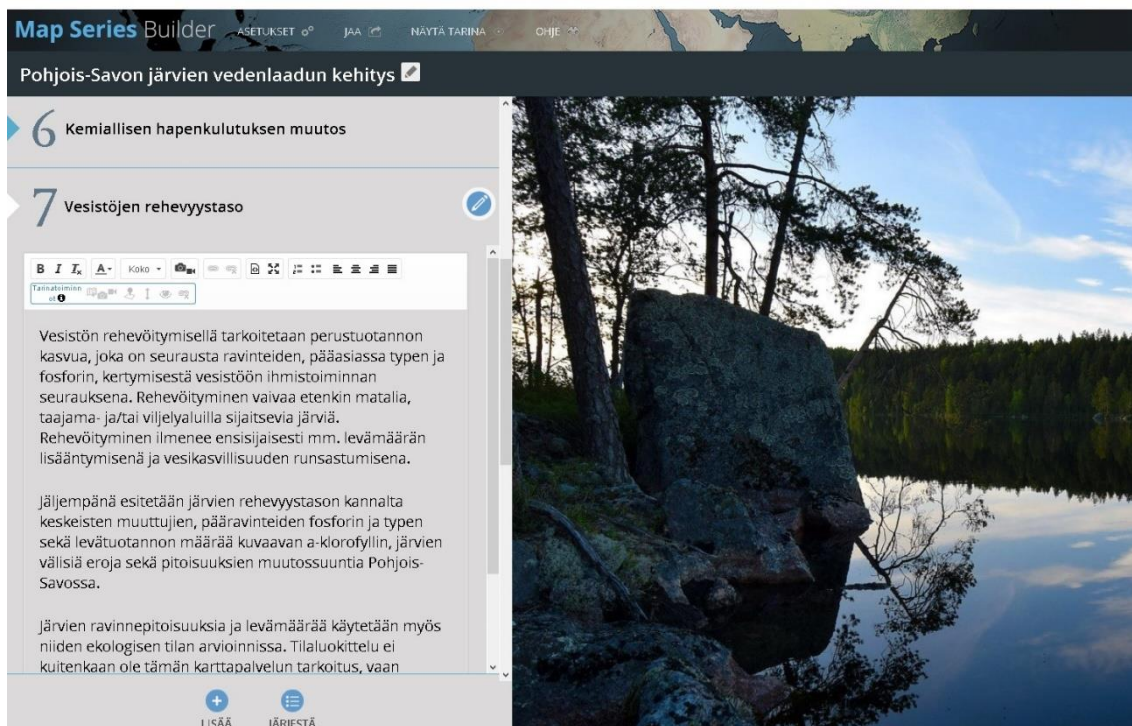 Map Series Builder ASETUKSET JAA NÄYTÄ TARINA OHJE
Pohjois-Savon järvien vedenlaadun kehitys
6 Kemiallisen hapenkulutuksen muutos
7 Vesistöjen rehevyystaso
B I Tx A Koko
Tarinatoiminn
ot
Vesistön rehevöitymisellä tarkoitetaan perustuotannon
kasvua, joka on seurausta ravinteiden, pääasiassa typen ja
fosforin, kertymisestä vesistöön ihmistoiminnan
seurauksena. Rehevöityminen vaivaa etenkin matalia,
taajama- ja/tai viljelyaluilla sijaitsevia järviä.
Rehevöityminen ilmenee ensisijaisesti mm. levämäärän
lisääntymisenä ja vesikasvillisuuden runsastumisena.
Jäljempänä esitetään järvien rehevyystason kannalta
keskeisten muuttujien, pääravinteiden fosforin ja typen
sekä levätuotannon määrää kuvaavan a-klorofyllin, järvien
välisiä eroja sekä pitoisuuksien muutossuuntia Pohjois-
Savossa.
Järvien ravinnepitoisuuksia ja levämäärää käytetään myös
niiden ekologisen tilan arvioinnissa. Tilaluokittelu ei
kuitenkaan ole tämän karttapalvelun tarkoitus, vaan
LISÄÄ JÄRJESTÄ